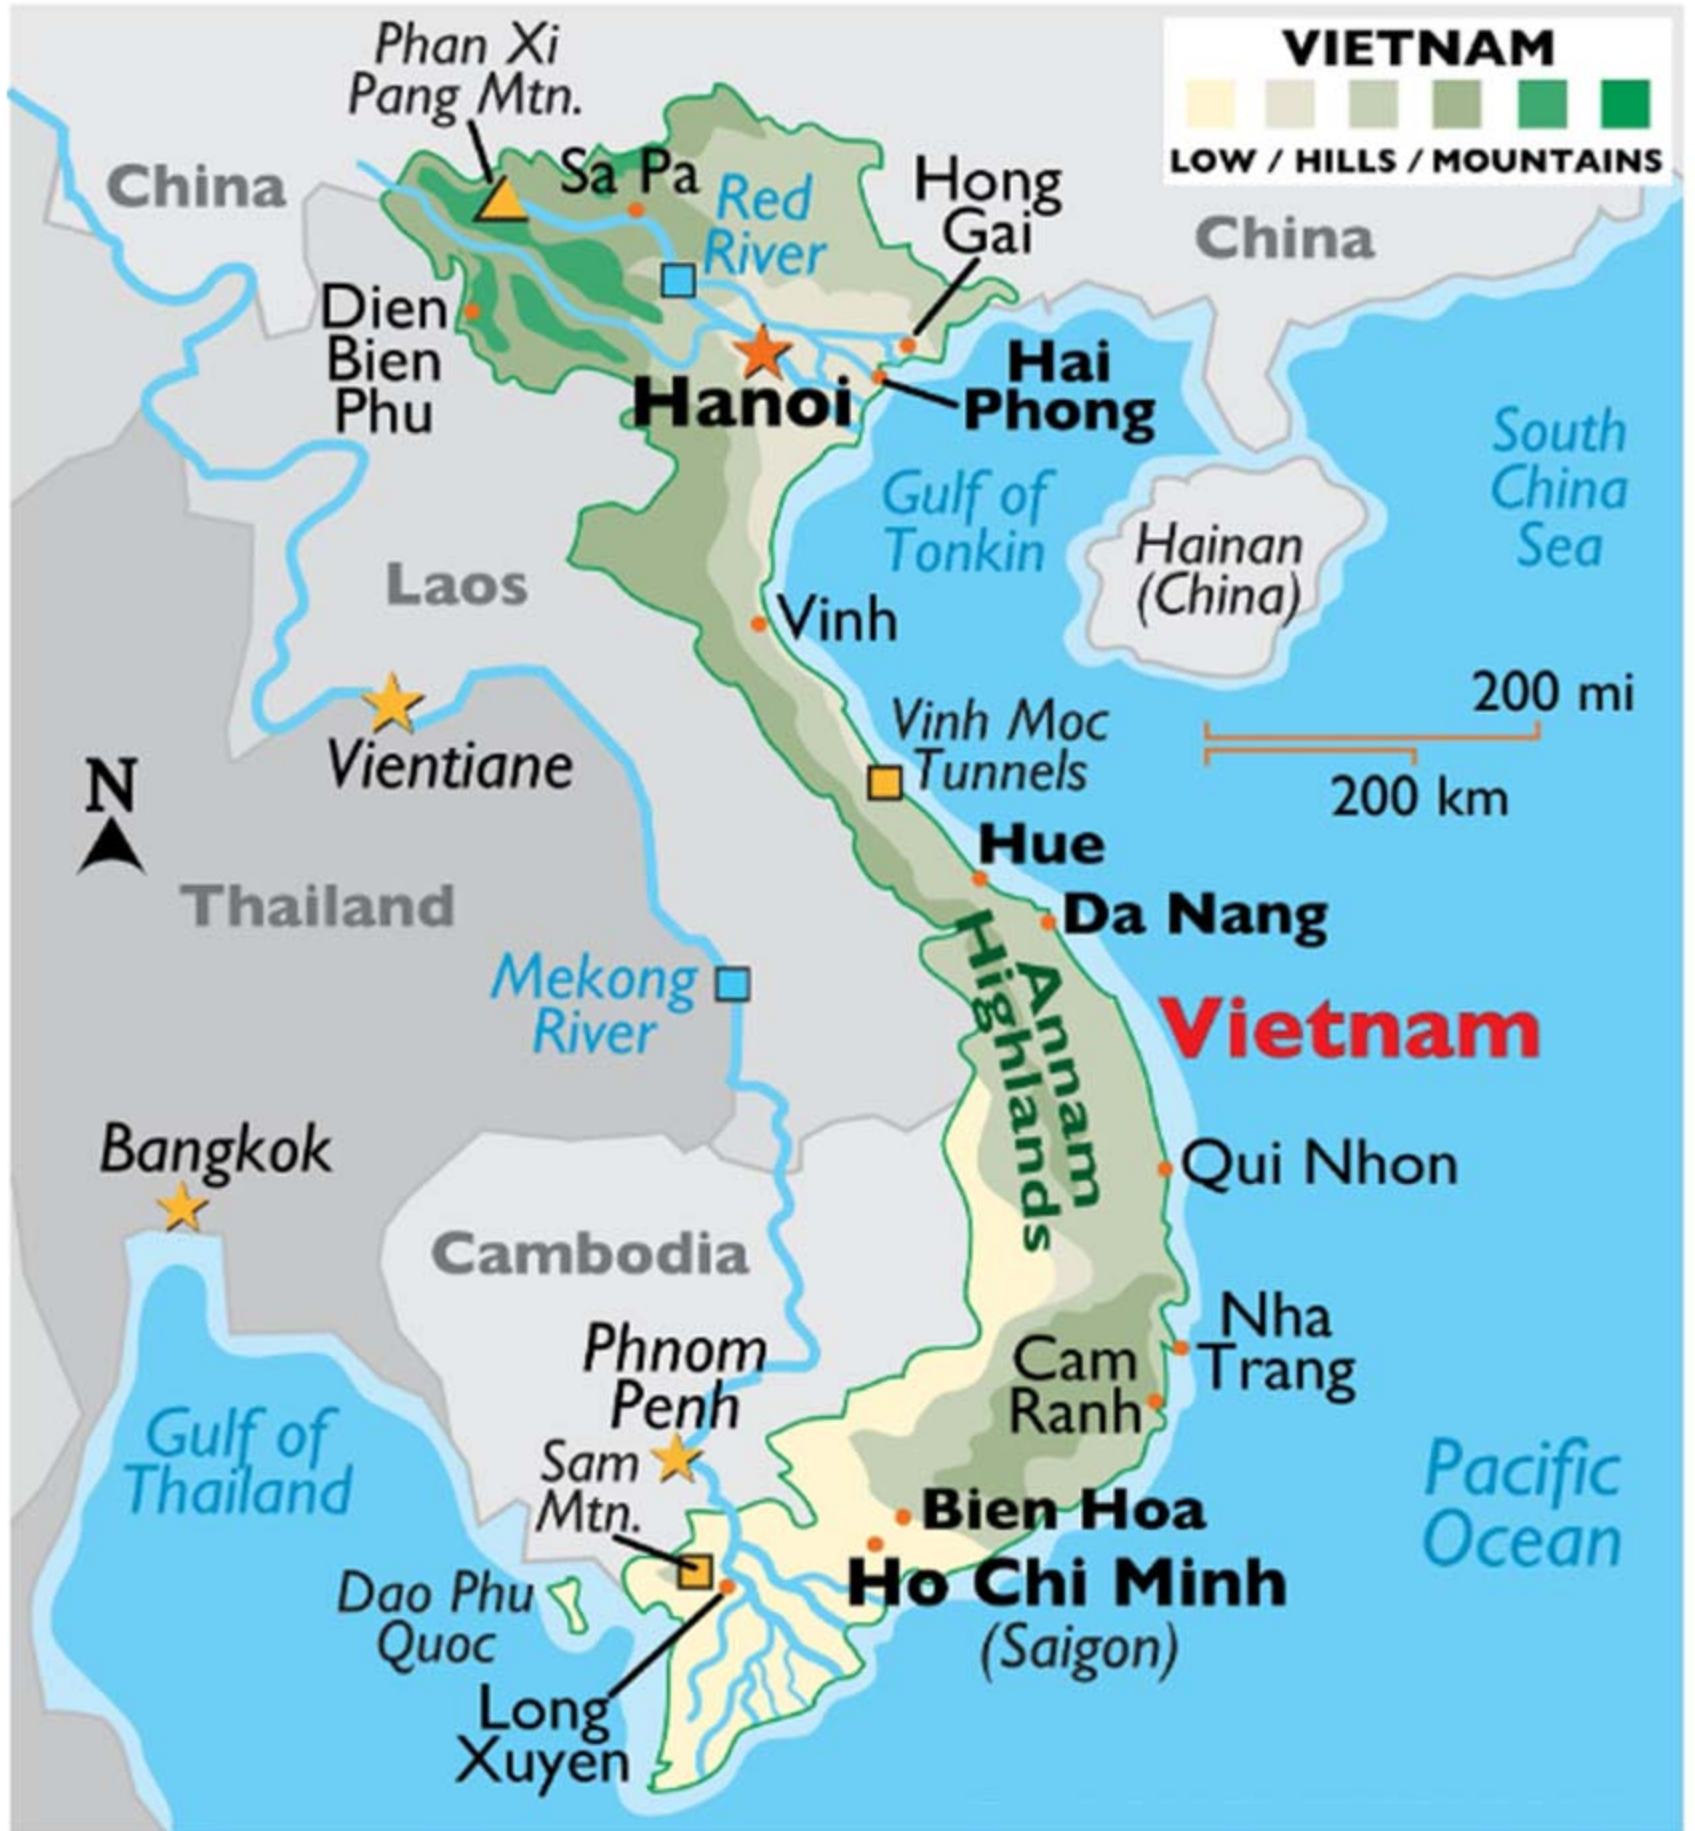 Phan Xi
Pang Mtn.
VIETNAM
LOW / HILLS / MOUNTAINS
China
Sa Pa
Red
River
Hong
Gai
China
Dien
Bien
Phu
Hanoi
Hai
Phong
South
China
Sea
Gulf of
Tonkin
Hainan
(China)
Laos
Vinh
200 mi
200 km
Vinh Moc
Tunnels
Vientiane
N
Hue
Thailand
Da Nang
Annam
Highlands
Mekong
River
Vietnam
Bangkok
Qui Nhon
Cambodia
Nha
Trang
Phnom
Penh
Cam
Ranh
Gulf of
Thailand
Sam
Mtn.
Pacific
Ocean
Bien Hoa
Ho Chi Minh
(Saigon)
Dao Phu
Quoc
Long
Xuyen